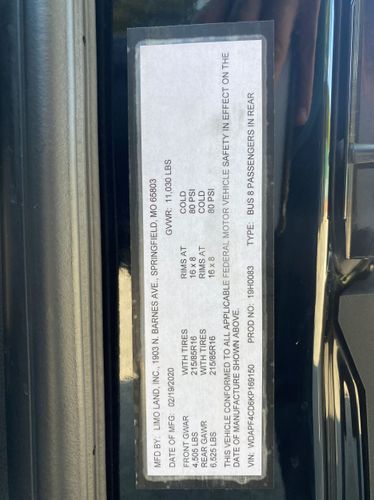 MFD BY: LIMO LAND, INC., 1903 N. BARNES AVE., SPRINGFIELD, MO 65803
DATE OF MFG: 02/19/2020 GVWR: 11,030 LBS
FRONT GWAR WITH TIRES RIMS AT COLD
4,505 LBS 215/85R16 16 x 8 80 PSI
REAR GAWR WITH TIRES RIMS AT COLD
6,525 LBS 215/85R16 16 x 8 80 PSI
THIS VEHICLE CONFORMED TO ALL APPLICABLE FEDERAL MOTOR VEHICLE SAFETY IN EFFECT ON THE
DATE OF MANUFACTURE SHOWN ABOVE.
VIN: WDAPF4CD6KP169150 PROD NO: 19H0083 TYPE: BUS 8 PASSENGERS IN REAR